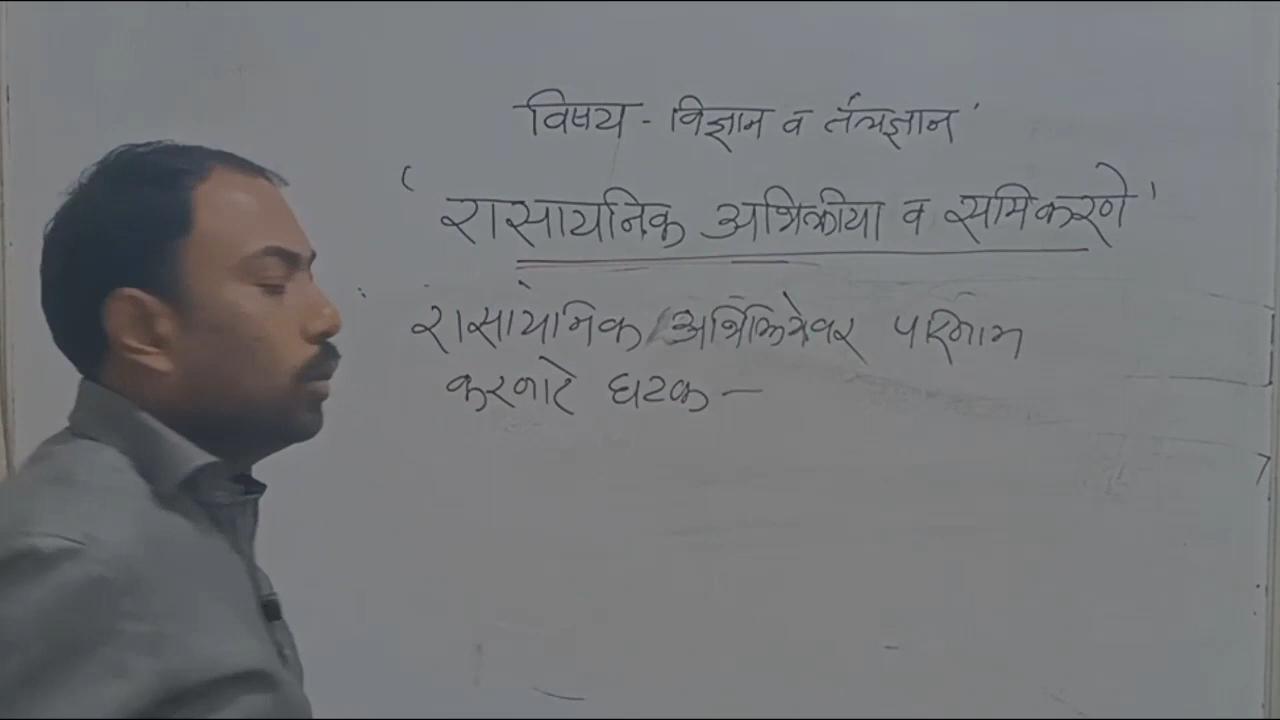 विषय - विज्ञान व तंत्रज्ञान
'रासायनिक अभिक्रीया व समिकरणे'
रासायनिक अभिक्रियेवर परिणाम
करणारे घटक -